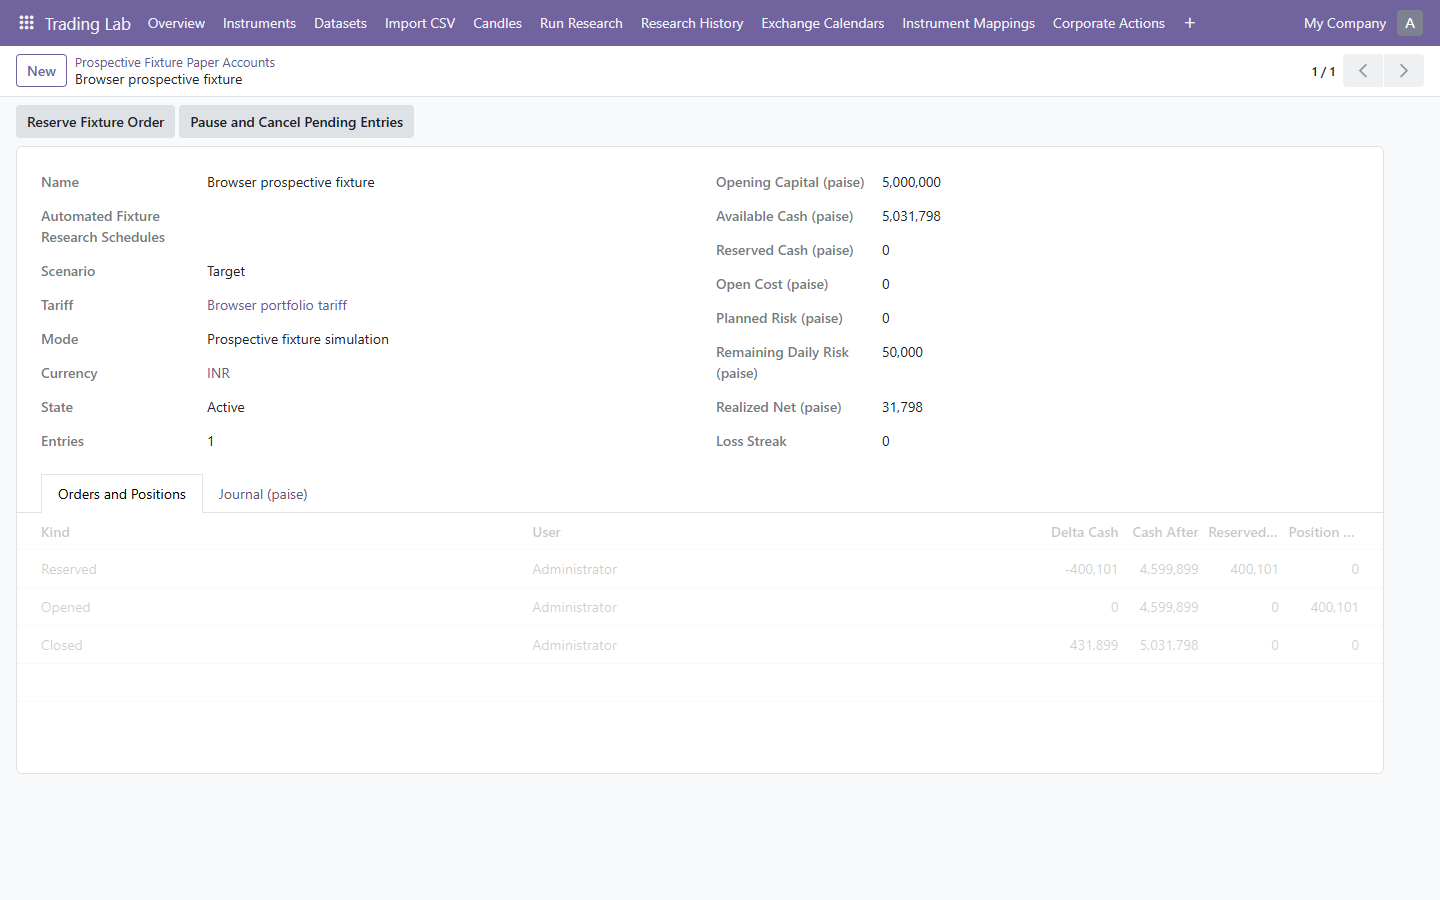 Trading Lab Overview Instruments Datasets Import CSV Candles Run Research Research History Exchange Calendars Instrument Mappings Corporate Actions + My Company A
New
Prospective Fixture Paper Accounts
Browser prospective fixture
1 / 1
Reserve Fixture Order Pause and Cancel Pending Entries
Name Browser prospective fixture
Automated Fixture
Research Schedules
Scenario Target
Tariff Browser portfolio tariff
Mode Prospective fixture simulation
Currency INR
State Active
Entries 1
Opening Capital (paise) 5,000,000
Available Cash (paise) 5,031,798
Reserved Cash (paise) 0
Open Cost (paise) 0
Planned Risk (paise) 0
Remaining Daily Risk 50,000
(paise)
Realized Net (paise) 31,798
Loss Streak 0
Orders and Positions Journal (paise)
Kind User Delta Cash Cash After Reserved... Position ...
Reserved Administrator -400,101 4,599,899 400,101 0
Opened Administrator 0 4,599,899 0 400,101
Closed Administrator 431,899 5,031,798 0 0